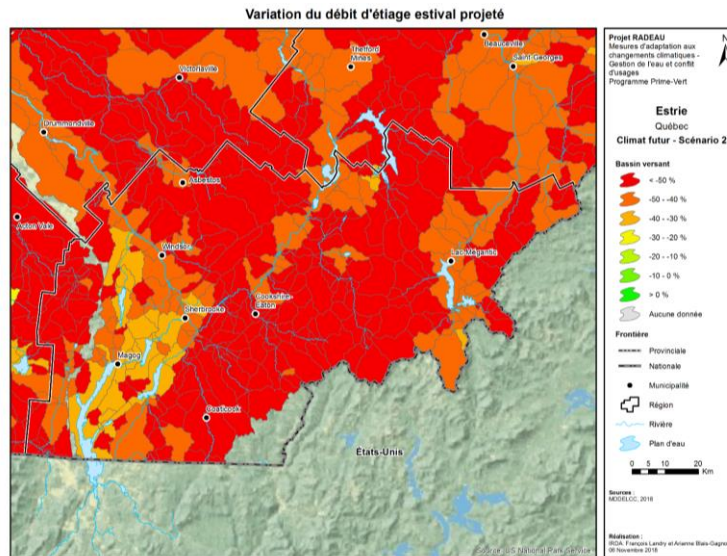 Variation du débit d'étiage estival projeté
Projet RADEAU
Mesures d'adaptation aux
changements climatiques -
Gestion de l'eau et conflit
d'usages
Programme Prime-Vert
N
Estrie
Québec
Climat futur - Scénario 2
Bassin versant
< -50 %
-50 - -40 %
-40 - -30 %
-30 - -20 %
-20 - -10 %
-10 - 0 %
> 0 %
Aucune donnée
Frontière
Provinciale
Nationale
Municipalité
Région
Rivière
Plan d'eau
0 5 10 20
Km
Sources :
MDDELCC, 2016
Réalisation :
IRDA, François Landry et Arianne Blais-Gagnon
08 Novembre 2018
Beauceville
Thetford
Mines
Saint-Georges
Victoriaville
Drummondville
Asbestos
Acton Vale
Windsor
Lac-Mégantic
Cookshire-
Eaton
Sherbrooke
Magog
Coaticook
États-Unis
Source: US National Park Service